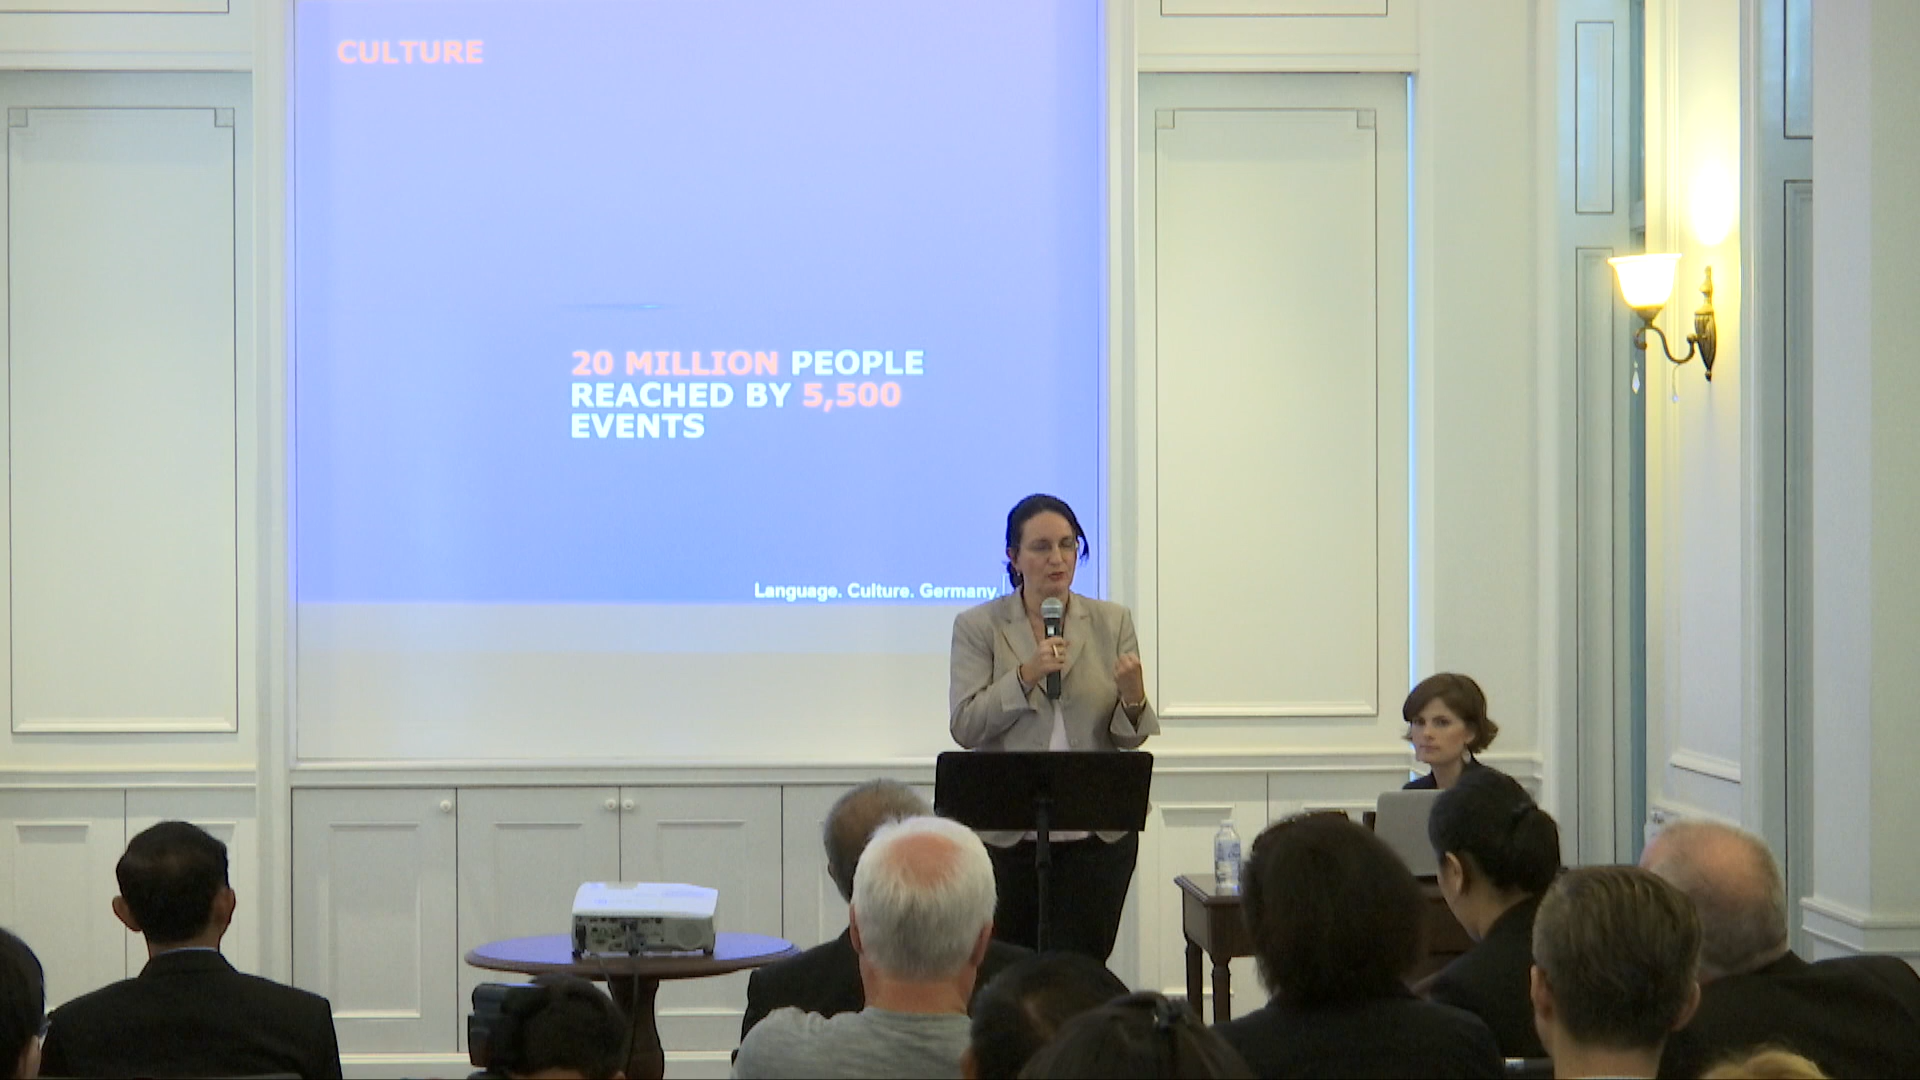 CULTURE
20 MILLION PEOPLE
REACHED BY 5,500
EVENTS
Language. Culture. Germany.